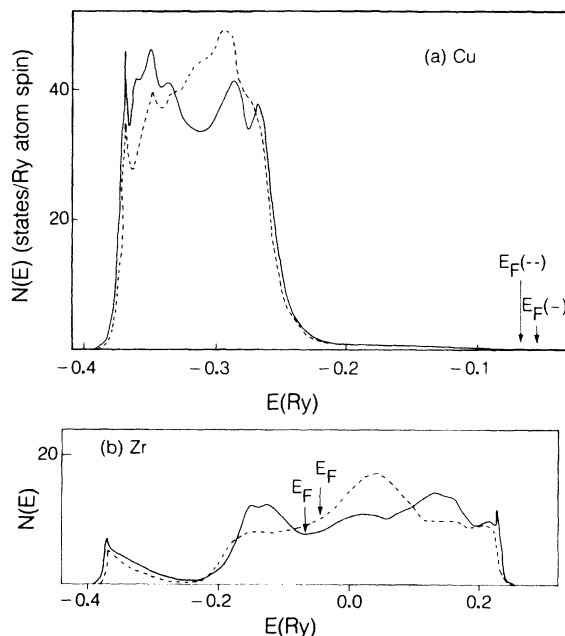 (a) Cu
N(E) (states/Ry atom spin)
40
20
E_F(--)
E_F(-)
-0.4
-0.3
-0.2
-0.1
E(Ry)
(b) Zr
N(E)
20
E_F
E_F
-0.4
-0.2
0.0
0.2
E(Ry)